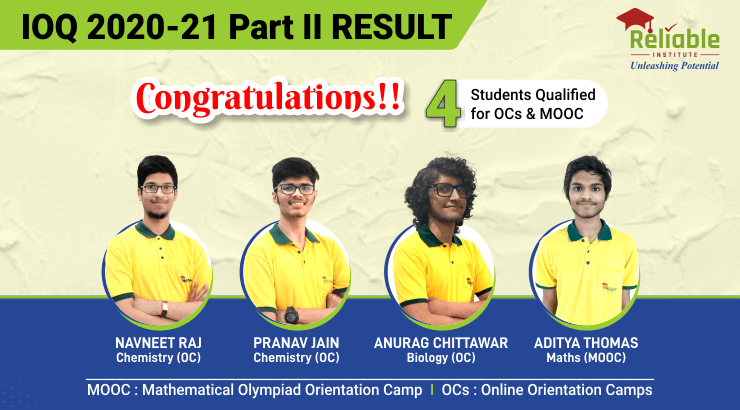 IOQ 2020-21 Part II RESULT
Reliable
INSTITUTE
Unleashing Potential
Congratulations!!
4
Students Qualified
for OCs & MOOC
NAVNEET RAJ
Chemistry (OC)
PRANAV JAIN
Chemistry (OC)
ANURAG CHITTAWAR
Biology (OC)
ADITYA THOMAS
Maths (MOOC)
MOOC : Mathematical Olympiad Orientation Camp | OCs : Online Orientation Camps